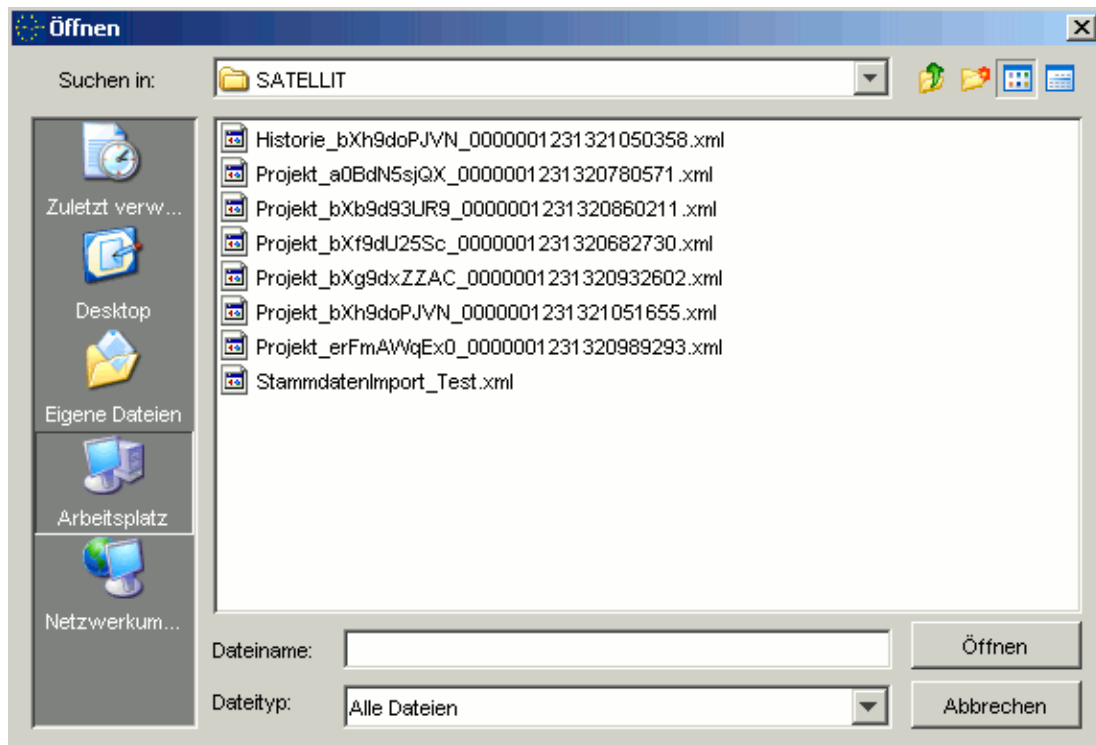 Öffnen
Suchen in:
SATELLIT
Zuletzt verw...
Desktop
Eigene Dateien
Arbeitsplatz
Netzwerkum...
Historie_bXh9doPJVN_0000001231321050358.xml
Projekt_a0BdN5sjQX_0000001231320780571.xml
Projekt_bXb9d93UR9_0000001231320860211.xml
Projekt_bXf9dU25Sc_0000001231320682730.xml
Projekt_bXg9dxZZAC_0000001231320932602.xml
Projekt_bXh9doPJVN_0000001231321051655.xml
Projekt_erFmAWqEx0_0000001231320989293.xml
StammdatenImport_Test.xml
Dateiname:
Öffnen
Dateityp:
Alle Dateien
Abbrechen